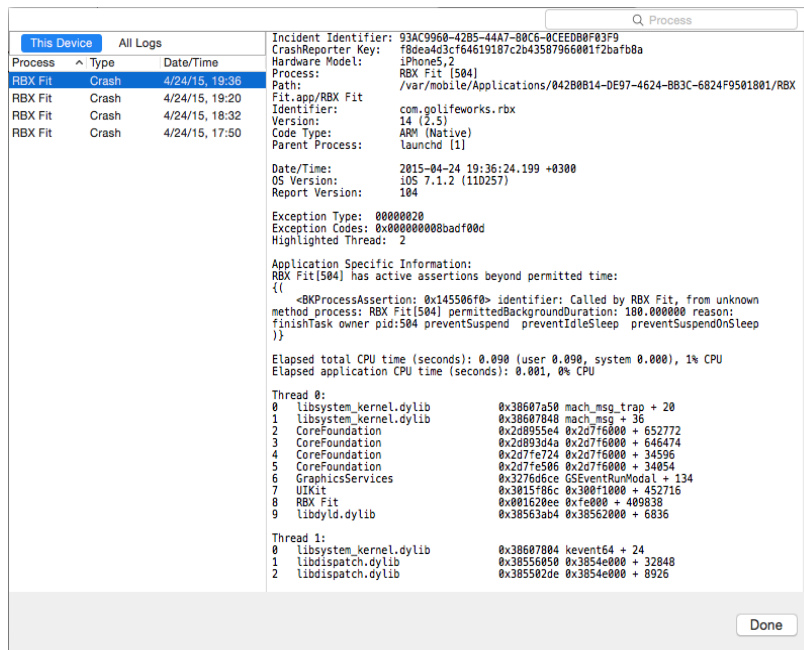 Process
This Device
All Logs
Process Type Date/Time
RBX Fit Crash 4/24/15, 19:36
RBX Fit Crash 4/24/15, 19:20
RBX Fit Crash 4/24/15, 18:32
RBX Fit Crash 4/24/15, 17:50
Incident Identifier: 93AC9960-42B5-44A7-80C6-0CEEDB0F03F9
CrashReporter Key: f8dea4d3cf64619187c2b43587966001f2bafb8a
Hardware Model: iPhone5,2
Process: RBX Fit [504]
Path: /var/mobile/Applications/042B0B14-DE97-4624-BB3C-6824F9501801/RBX
Fit.app/RBX Fit
Identifier: com.golifeworks.rbx
Version: 14 (2.5)
Code Type: ARM (Native)
Parent Process: launchd [1]
Date/Time: 2015-04-24 19:36:24.199 +0300
OS Version: iOS 7.1.2 (11D257)
Report Version: 104
Exception Type: 00000020
Exception Codes: 0x000000008badf00d
Highlighted Thread: 2
Application Specific Information:
RBX Fit[504] has active assertions beyond permitted time:
{(
<BKProcessAssertion: 0x145506f0> identifier: Called by RBX Fit, from unknown
method process: RBX Fit[504] permittedBackgroundDuration: 180.000000 reason:
finishTask owner pid:504 preventSuspend preventIdleSleep preventSuspendOnSleep
)}
Elapsed total CPU time (seconds): 0.090 (user 0.090, system 0.000), 1% CPU
Elapsed application CPU time (seconds): 0.001, 0% CPU
Thread 0:
0 libsystem_kernel.dylib 0x38607a50 mach_msg_trap + 20
1 libsystem_kernel.dylib 0x38607848 mach_msg + 36
2 CoreFoundation 0x2d8955e4 0x2d7f6000 + 652772
3 CoreFoundation 0x2d893d4a 0x2d7f6000 + 646474
4 CoreFoundation 0x2d7fe724 0x2d7f6000 + 34596
5 CoreFoundation 0x2d7fe506 0x2d7f6000 + 34054
6 GraphicsServices 0x3276d6ce GSEventRunModal + 134
7 UIKit 0x3015f86c 0x300f1000 + 452716
8 RBX Fit 0x001620ee 0xfe000 + 409838
9 libdyld.dylib 0x38563ab4 0x38562000 + 6836
Thread 1:
0 libsystem_kernel.dylib 0x38607804 kevent64 + 24
1 libdispatch.dylib 0x38556050 0x3854e000 + 32848
2 libdispatch.dylib 0x385502de 0x3854e000 + 8926
Done